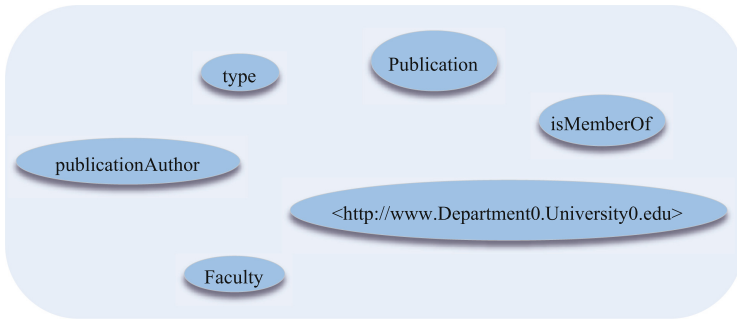 type
Publication
isMemberOf
publicationAuthor
<http://www.Department0.University0.edu>
Faculty